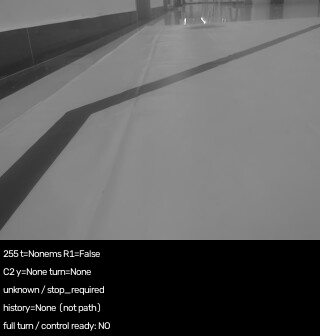 255 t=Nonems R1=False
C2 y=None turn=None
unknown / stop_required
history=None (not path)
full turn / control ready: NO